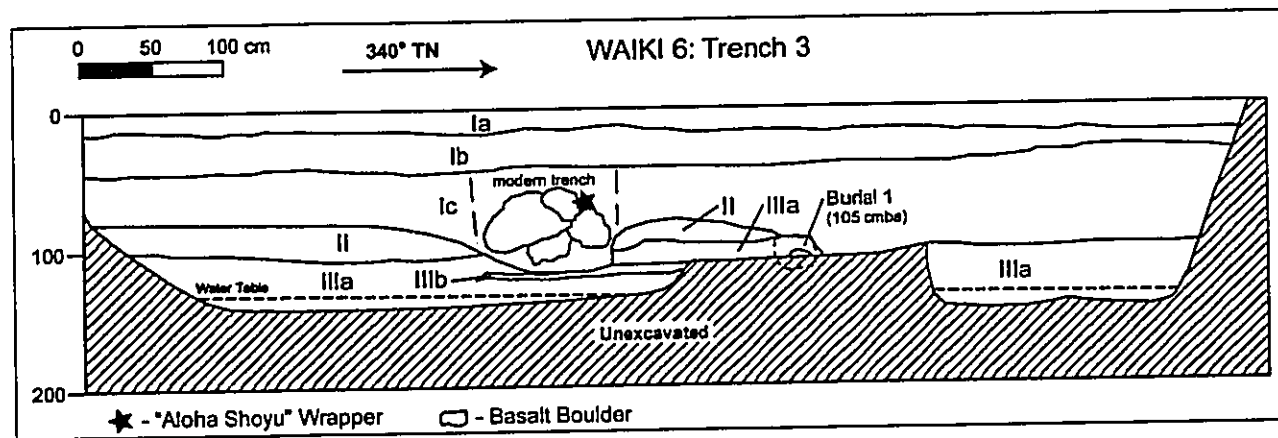 0 50 100 cm
340° TN
WAIKI 6: Trench 3
0
Ia
Ib
modern trench
Ic
II
IIIa
Burial 1
(105 cmbs)
II
100
IIIa
IIIb
IIIa
Water Table
Unexcavated
200
- "Aloha Shoyu" Wrapper
- Basalt Boulder